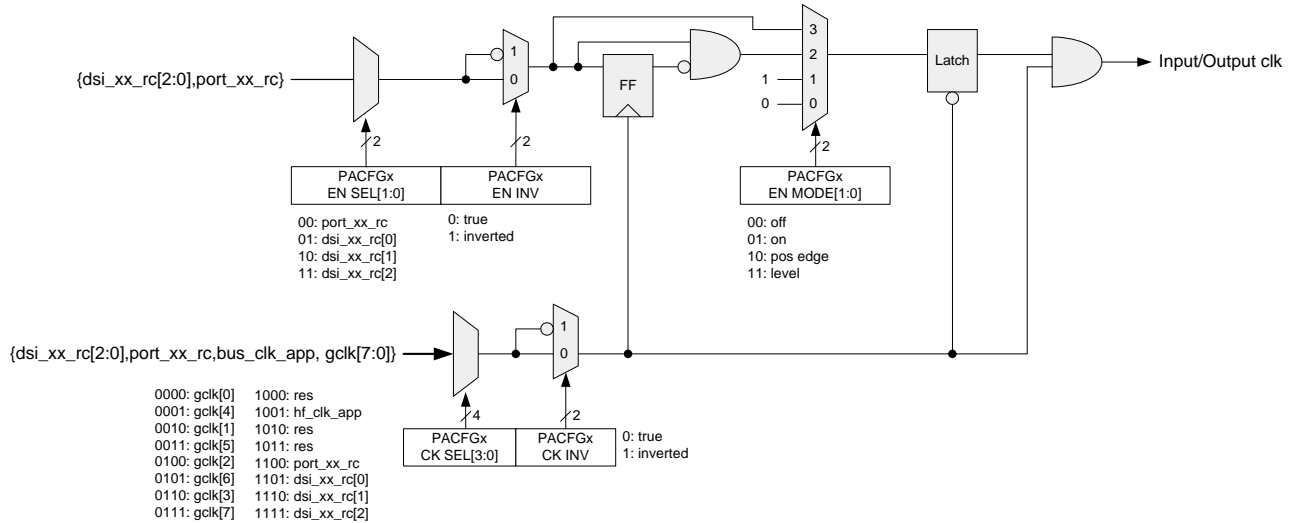 3
2
1
1
0
0
1
0
FF
Latch
Input/Output clk
{dsi_xx_rc[2:0],port_xx_rc}
2
2
2
PACFGx
EN SEL[1:0]
PACFGx
EN INV
PACFGx
EN MODE[1:0]
00: port_xx_rc
01: dsi_xx_rc[0]
10: dsi_xx_rc[1]
11: dsi_xx_rc[2]
0: true
1: inverted
00: off
01: on
10: pos edge
11: level
1
0
{dsi_xx_rc[2:0],port_xx_rc,bus_clk_app, gclk[7:0]}
0000: gclk[0] 1000: res
0001: gclk[4] 1001: hf_clk_app
0010: gclk[1] 1010: res
0011: gclk[5] 1011: res
0100: gclk[2] 1100: port_xx_rc
0101: gclk[6] 1101: dsi_xx_rc[0]
0110: gclk[3] 1110: dsi_xx_rc[1]
0111: gclk[7] 1111: dsi_xx_rc[2]
4
2
PACFGx
CK SEL[3:0]
PACFGx
CK INV
0: true
1: inverted